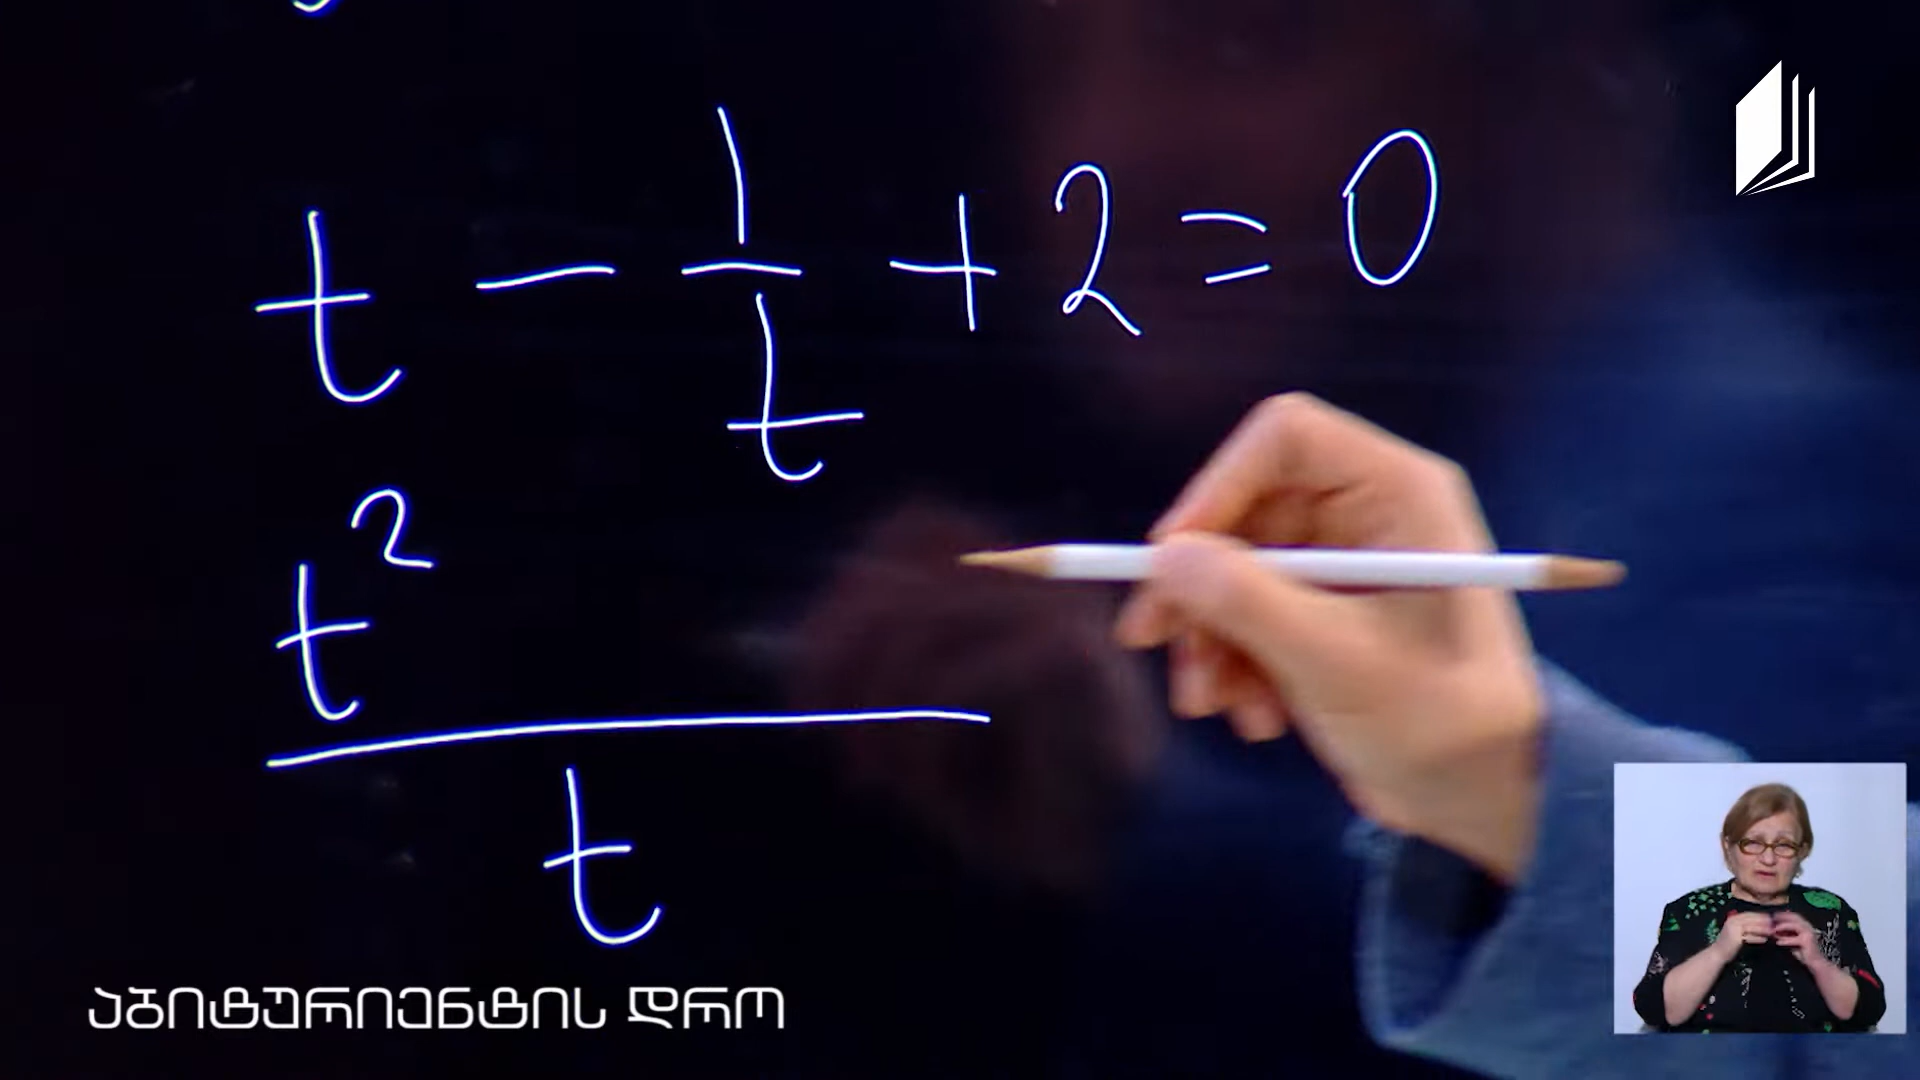 t - 1/t + 2 = 0
t²/t
აბიტურიენტის დრო